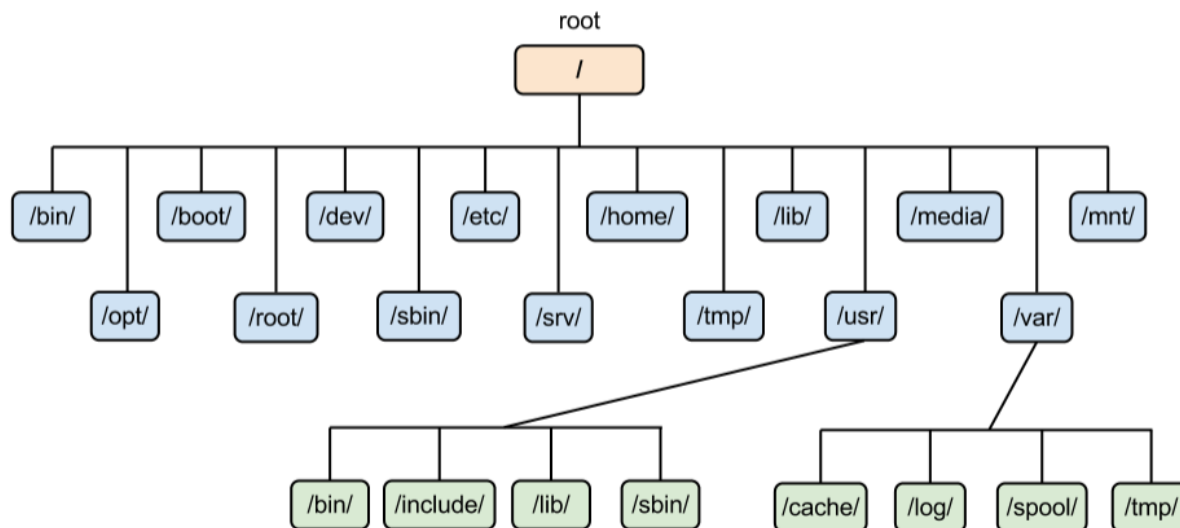 root
/
/bin/ /boot/ /dev/ /etc/ /home/ /lib/ /media/ /mnt/
/opt/ /root/ /sbin/ /srv/ /tmp/ /usr/ /var/
/bin/ /include/ /lib/ /sbin/ /cache/ /log/ /spool/ /tmp/